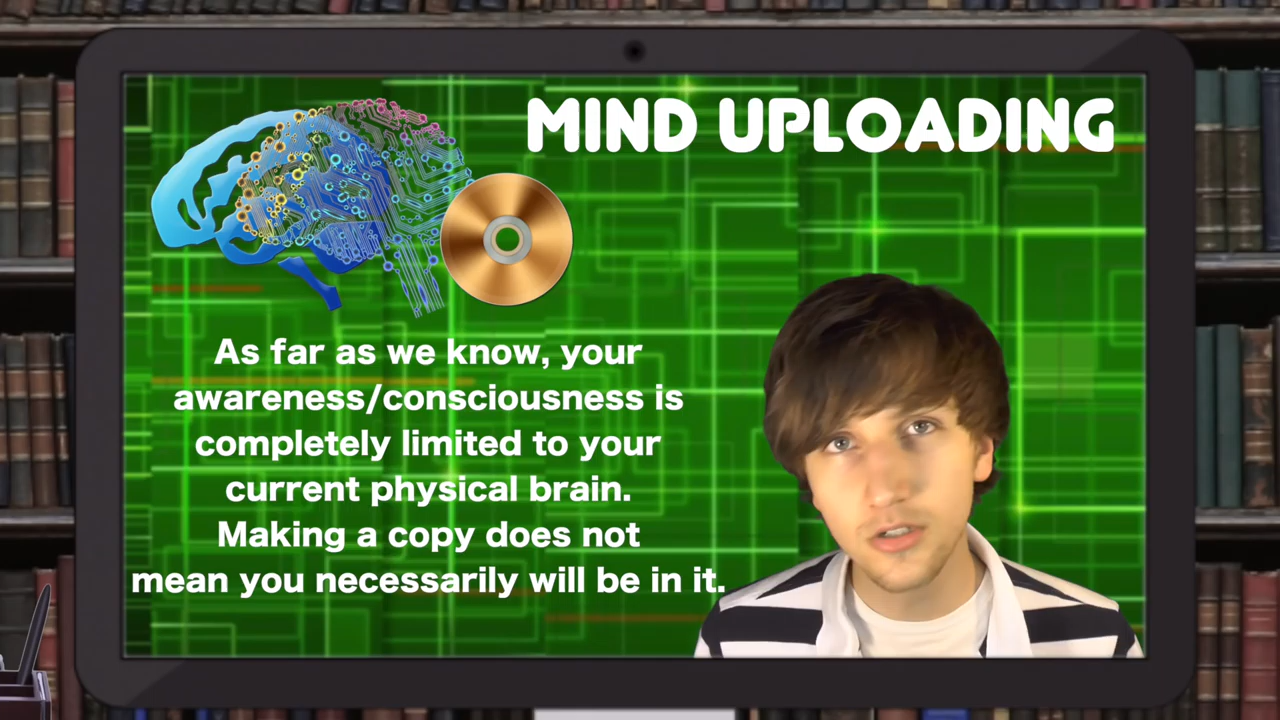 MIND UPLOADING
As far as we know, your
awareness/consciousness is
completely limited to your
current physical brain.
Making a copy does not
mean you necessarily will be in it.